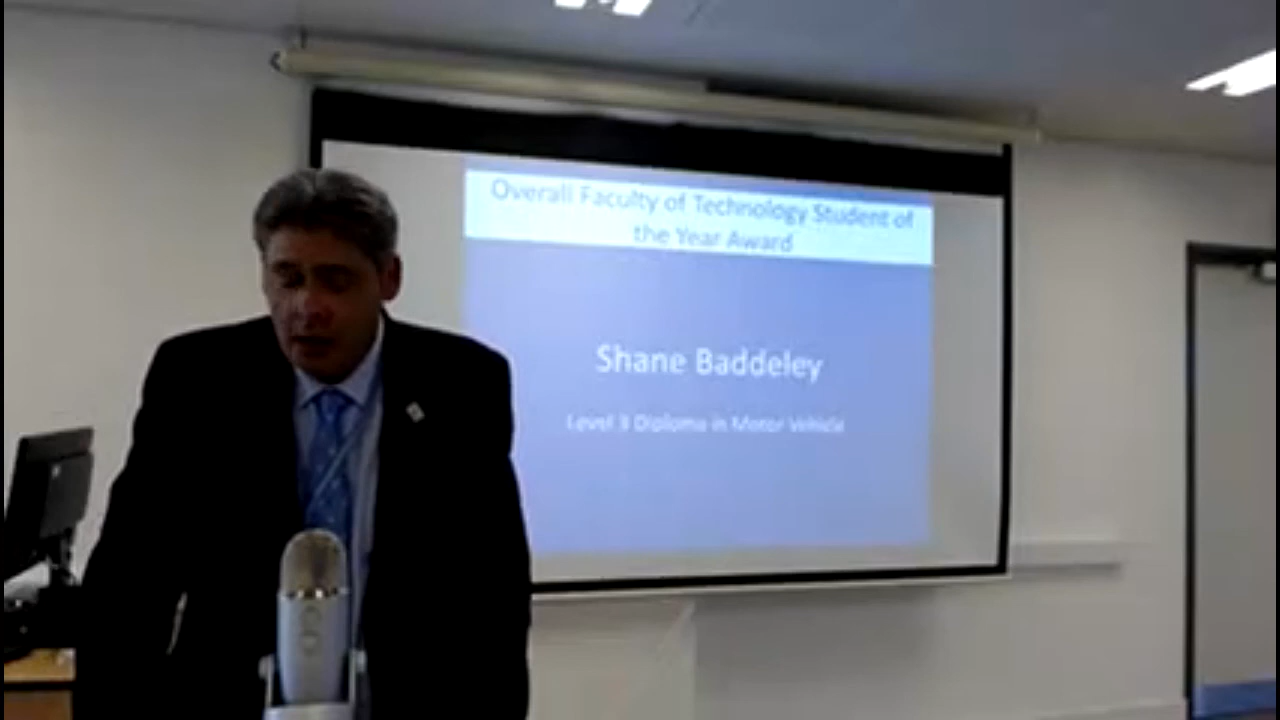 Overall Faculty of Technology Student of
the Year Award
Shane Baddeley
Level 3 Diploma in Motor Vehicle